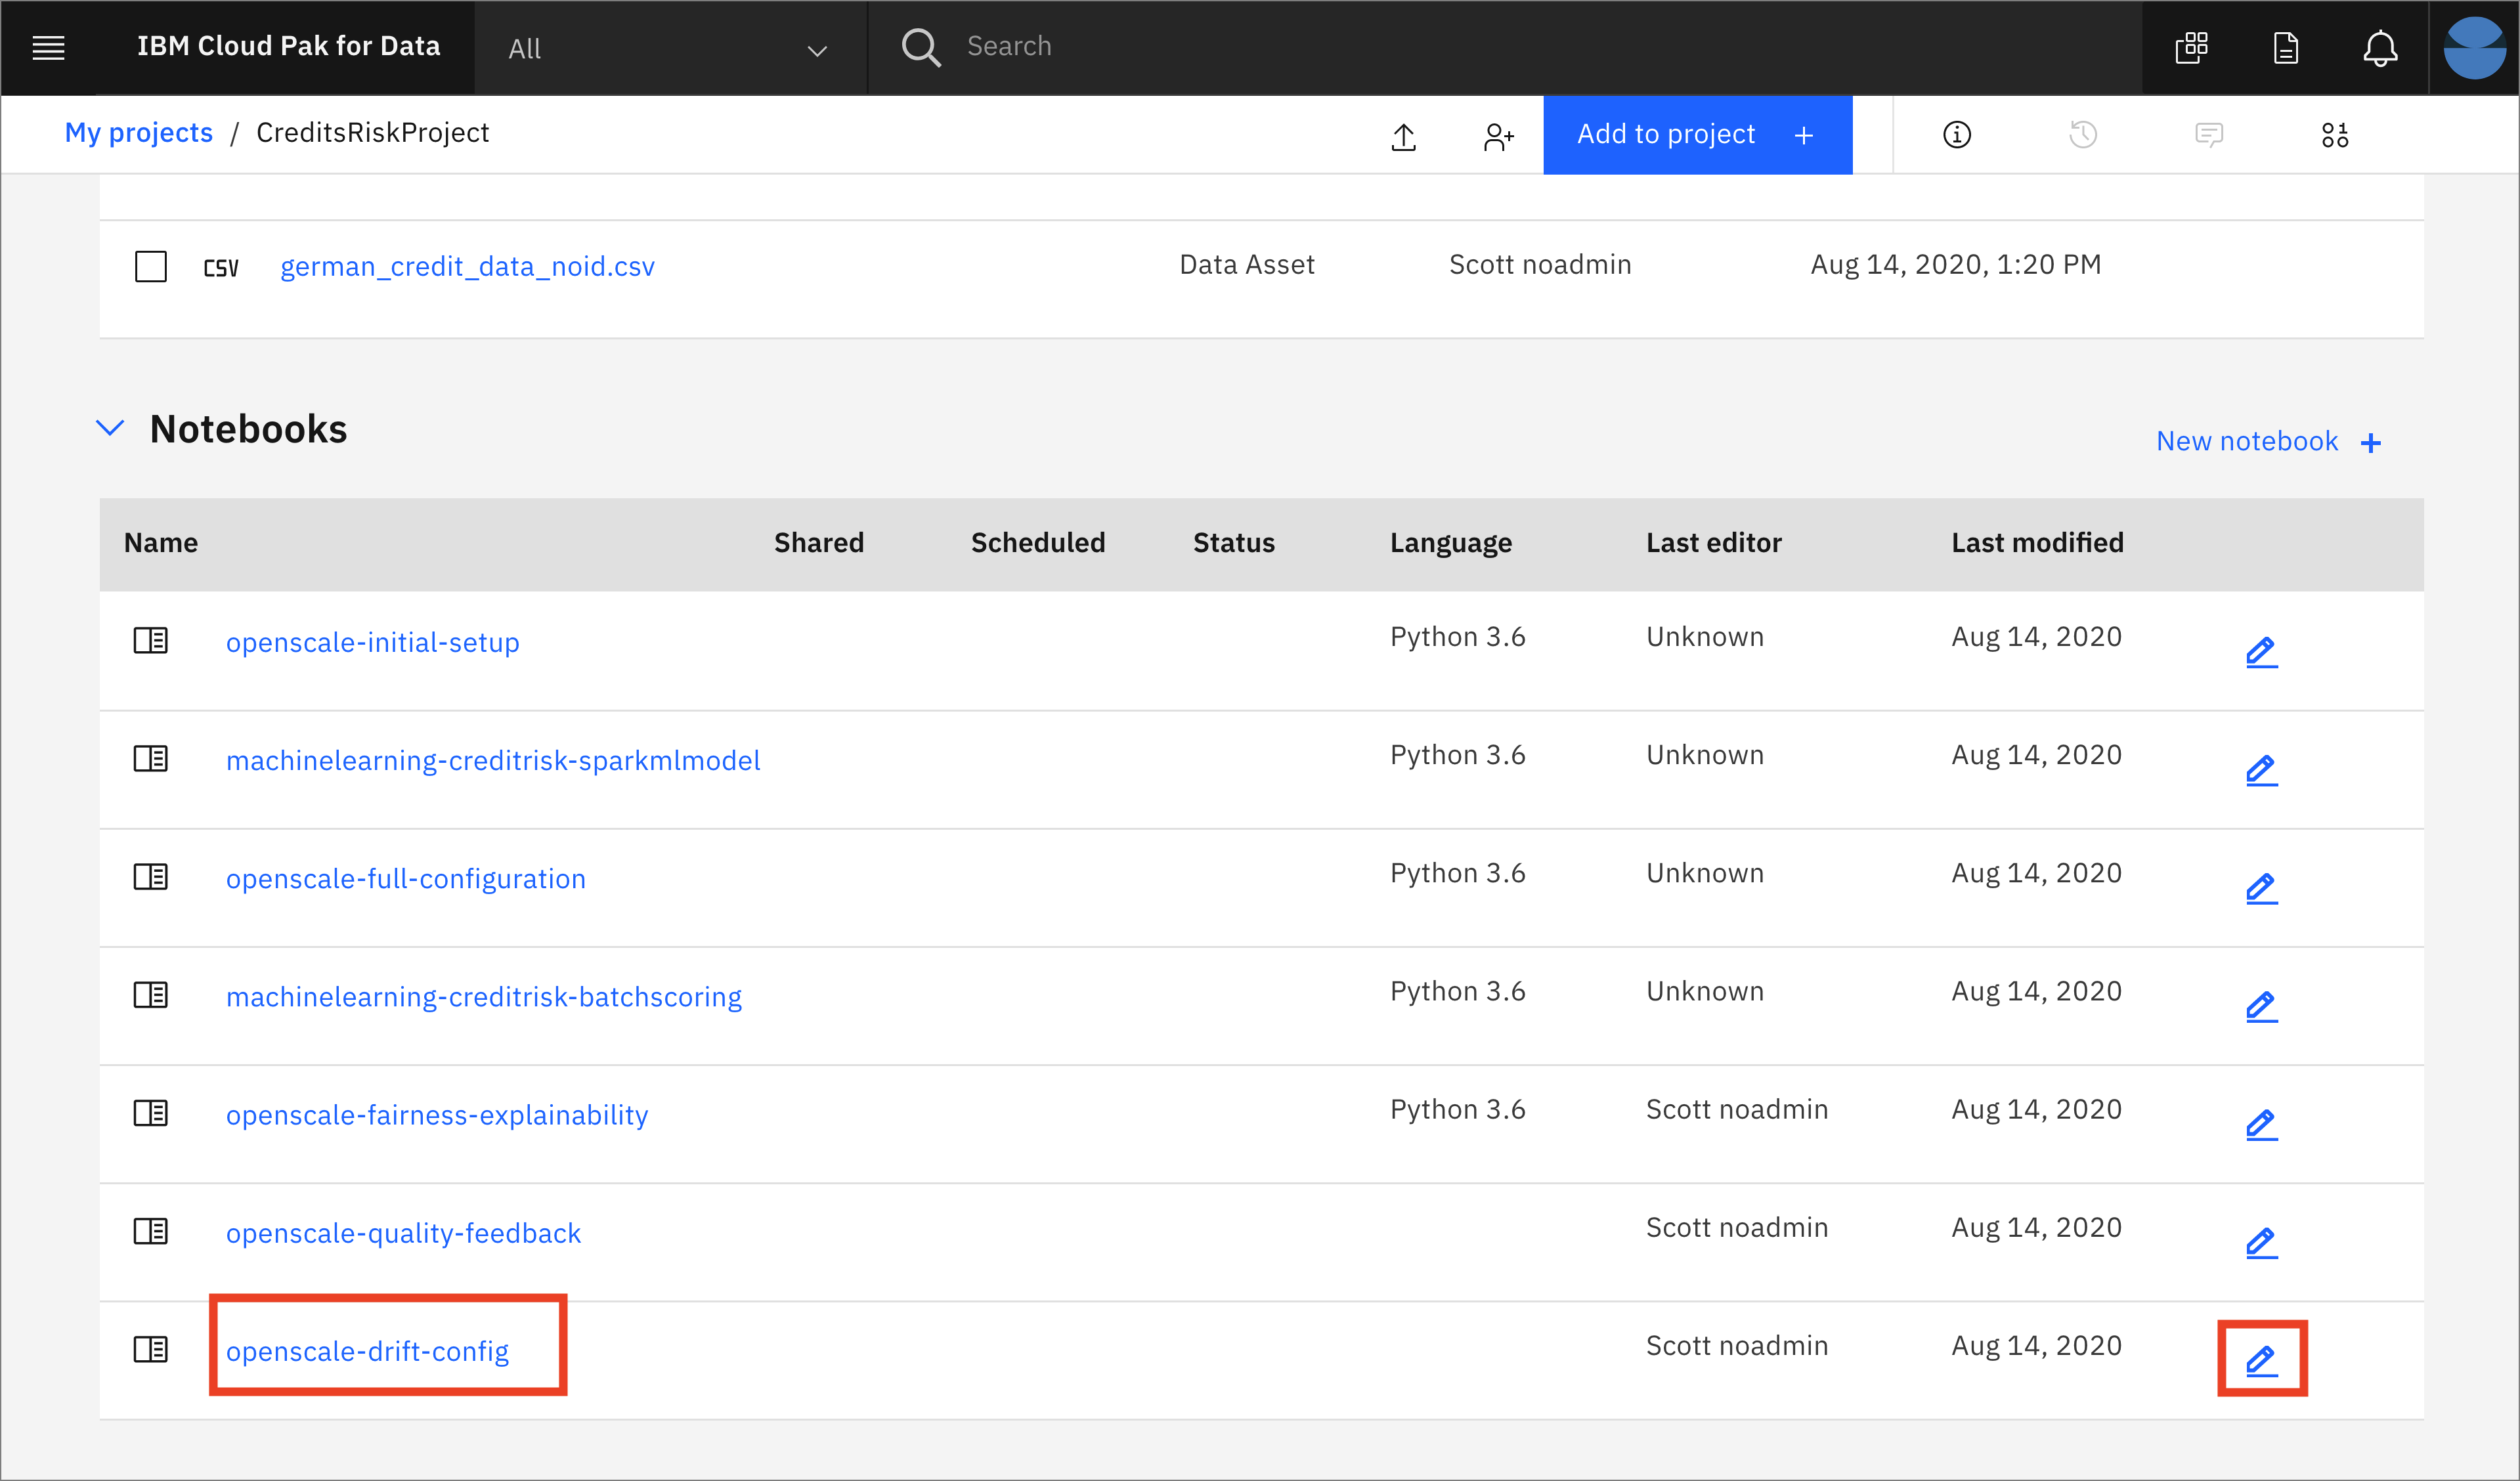 IBM Cloud Pak for Data All Search
My projects / CreditsRiskProject Add to project +
CSV german_credit_data_noid.csv Data Asset Scott noadmin Aug 14, 2020, 1:20 PM
Notebooks
New notebook +
Name Shared Scheduled Status Language Last editor Last modified
openscale-initial-setup Python 3.6 Unknown Aug 14, 2020
machinelearning-creditrisk-sparkmlmodel Python 3.6 Unknown Aug 14, 2020
openscale-full-configuration Python 3.6 Unknown Aug 14, 2020
machinelearning-creditrisk-batchscoring Python 3.6 Unknown Aug 14, 2020
openscale-fairness-explainability Python 3.6 Scott noadmin Aug 14, 2020
openscale-quality-feedback Scott noadmin Aug 14, 2020
openscale-drift-config Scott noadmin Aug 14, 2020